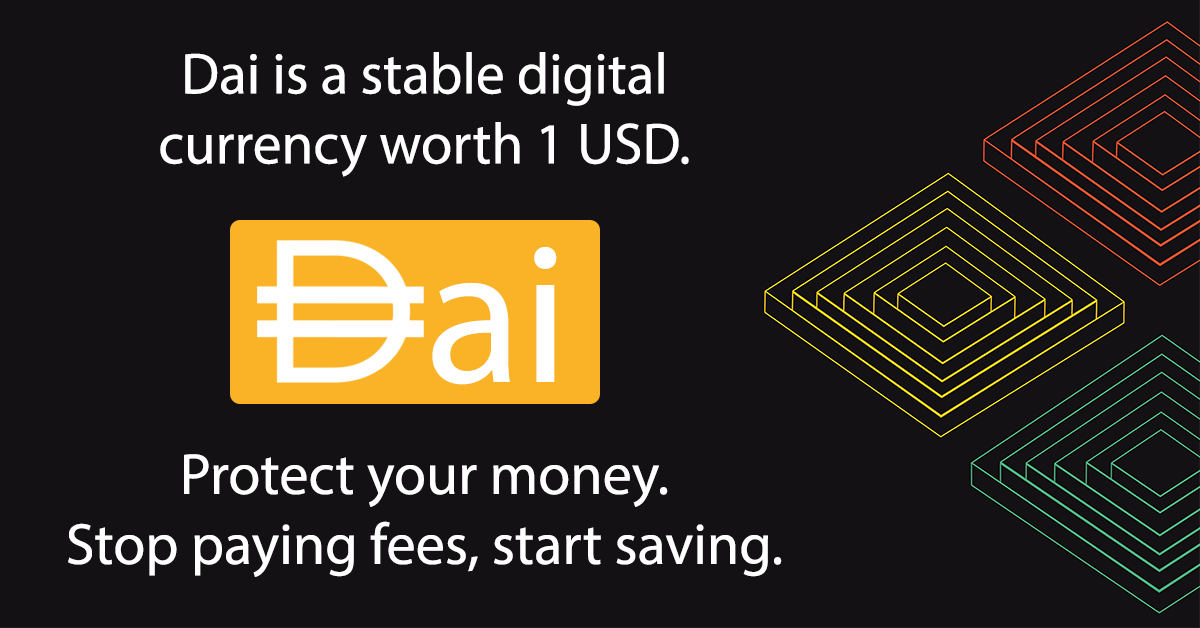 Dai is a stable digital
currency worth 1 USD.
Dai
Protect your money.
Stop paying fees, start saving.